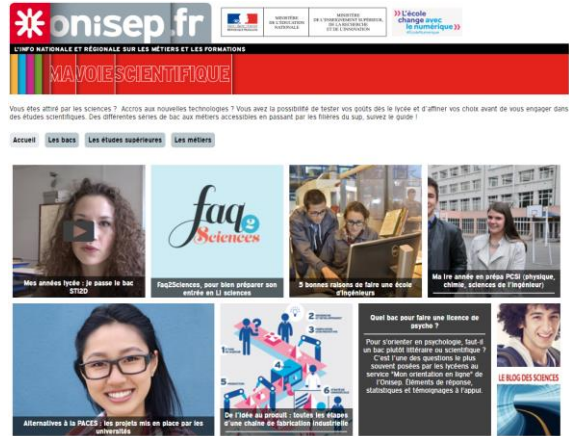 onisep.fr
MINISTÈRE
DE L'ÉDUCATION
NATIONALE
MINISTÈRE
DE L'ENSEIGNEMENT SUPÉRIEUR,
DE LA RECHERCHE
ET DE L'INNOVATION
L'école
change avec
le numérique
L'INFO NATIONALE ET RÉGIONALE SUR LES MÉTIERS ET LES FORMATIONS
MAVOIESCIENTIFIQUE
Vous êtes attiré par les sciences ? Accros aux nouvelles technologies ? Vous avez la possibilité de tester vos goûts dès le lycée et d'affiner vos choix avant de vous engager dans
des études scientifiques. Des différentes séries de bac aux métiers accessibles en passant par les filières du sup, suivez le guide !
Accueil Les bacs Les études supérieures Les métiers
faq2
Sciences
Mes années lycée : je passe le bac
STI2D
Faq2Sciences, pour bien préparer son
entrée en L1 sciences
5 bonnes raisons de faire une école
d'ingénieurs
Ma 1re année en prépa PCSI (physique,
chimie, sciences de l'ingénieur)
Alternatives à la PACES : les projets mis en place par les
universités
1
2
3
4
5
6
De l'idée au produit : toutes les étapes
d'une chaîne de fabrication industrielle
Quel bac pour faire une licence de
psycho ?
Pour s'orienter en psychologie, faut-il
un bac plutôt littéraire ou scientifique ?
C'est l'une des questions le plus
souvent posées par les lycéens au
service "Mon orientation en ligne" de
l'Onisep. Éléments de réponse,
statistiques et témoignages à l'appui.
LE BLOG DES SCIENCES